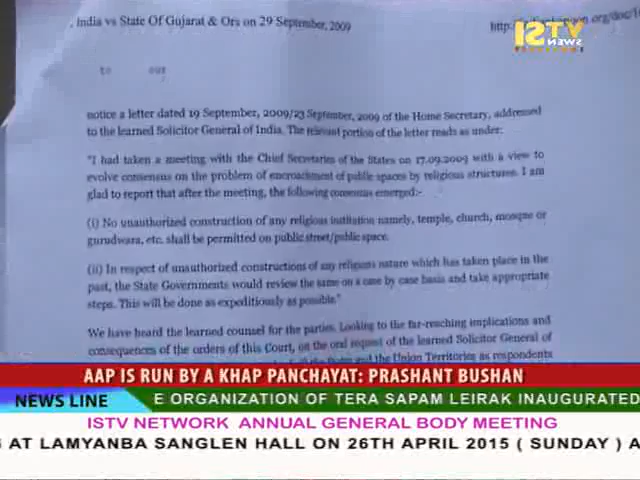 , India vs State Of Gujarat & Ors on 29 September, 2009
ISTV
NEWS
to our
notice a letter dated 19 September, 2009/23 September, 2009 of the Home Secretary, addressed
to the learned Solicitor General of India. The relevant portion of the letter reads as under:
"I had taken a meeting with the Chief Secretaries of the States on 17.09.2009 with a view to
evolve consensus on the problem of encroachment of public spaces by religious structures. I am
glad to report that after the meeting, the following consensus emerged:-
(i) No unauthorized construction of any religious institution namely, temple, church, mosque or
gurudwara, etc. shall be permitted on public street/public space.
(ii) In respect of unauthorized constructions of any religious nature which has taken place in the
past, the State Governments would review the same on a case by case basis and take appropriate
steps. This will be done as expeditiously as possible."
We have heard the learned counsel for the parties. Looking to the far-reaching implications and
consequences of the orders of this Court, on the oral request of the learned Solicitor General of
the States and the Union Territories as respondents
AAP IS RUN BY A KHAP PANCHAYAT: PRASHANT BUSHAN
NEWS LINE E ORGANIZATION OF TERA SAPAM LEIRAK INAUGURATED
ISTV NETWORK ANNUAL GENERAL BODY MEETING
G AT LAMYANBA SANGLEN HALL ON 26TH APRIL 2015 ( SUNDAY ) A